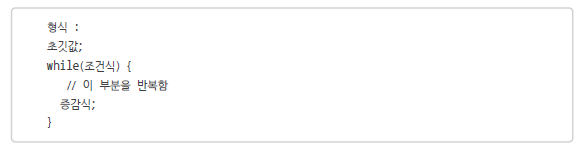 형식 :
초깃값;
while(조건식) {
// 이 부분을 반복함
증감식;
}